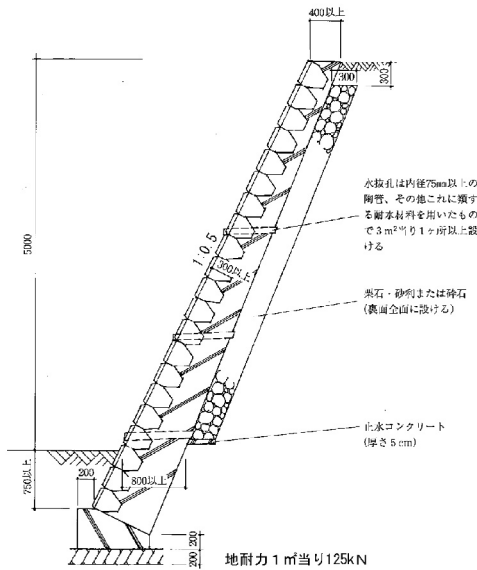 400以上
300
300
水抜孔は内径75mm以上の
陶管、その他これに類す
る耐水材料を用いたもの
で3m²当り1ヶ所以上設
ける
5000
1:0.5
300以上
栗石・砂利または砕石
(裏面全面に設ける)
止水コンクリート
(厚さ5cm)
750以上
200
800以上
200
200
地耐力1㎡当り125kN